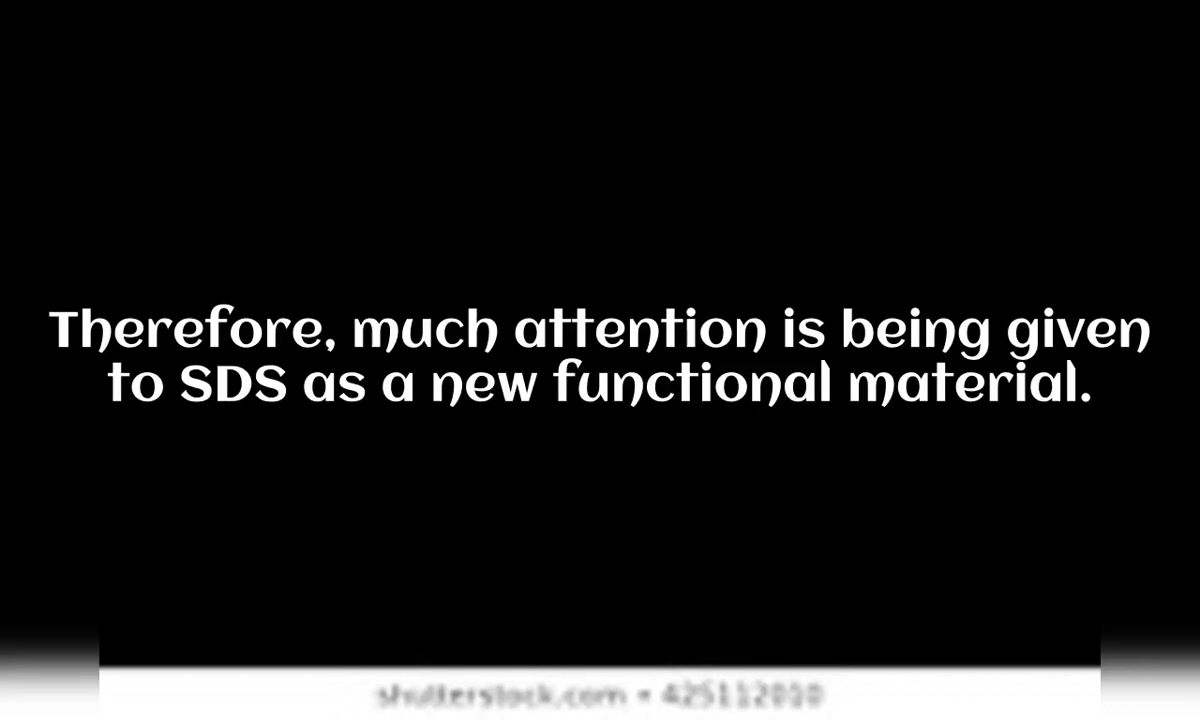 Therefore, much attention is being given
to SDS as a new functional material.
shutterstock.com • 425112010